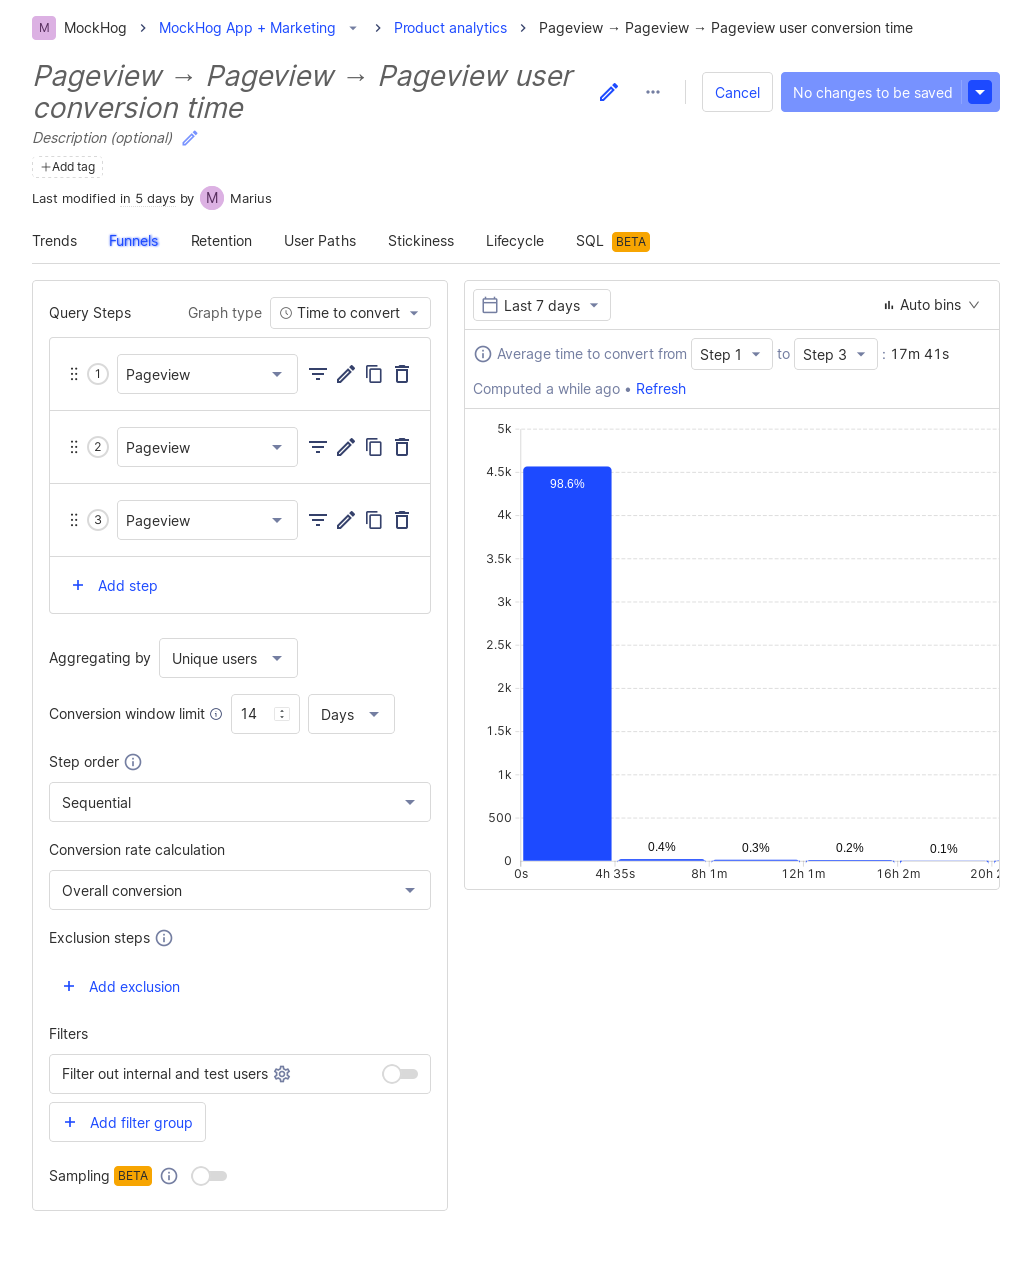 M MockHog MockHog App + Marketing Product analytics Pageview → Pageview → Pageview user conversion time
Pageview → Pageview → Pageview user
conversion time
Cancel No changes to be saved
Description (optional)
Add tag
Last modified in 5 days by M Marius
Trends Funnels Retention User Paths Stickiness Lifecycle SQL BETA
Query Steps Graph type Time to convert
1 Pageview
2 Pageview
3 Pageview
Add step
Aggregating by Unique users
Conversion window limit 14 Days
Step order
Sequential
Conversion rate calculation
Overall conversion
Exclusion steps
Add exclusion
Filters
Filter out internal and test users
Add filter group
Sampling BETA
Last 7 days Auto bins
Average time to convert from Step 1 to Step 3 : 17m 41s
Computed a while ago • Refresh
5k
4.5k
98.6%
4k
3.5k
3k
2.5k
2k
1.5k
1k
500
0.4% 0.3% 0.2% 0.1%
0
0s 4h 35s 8h 1m 12h 1m 16h 2m 20h